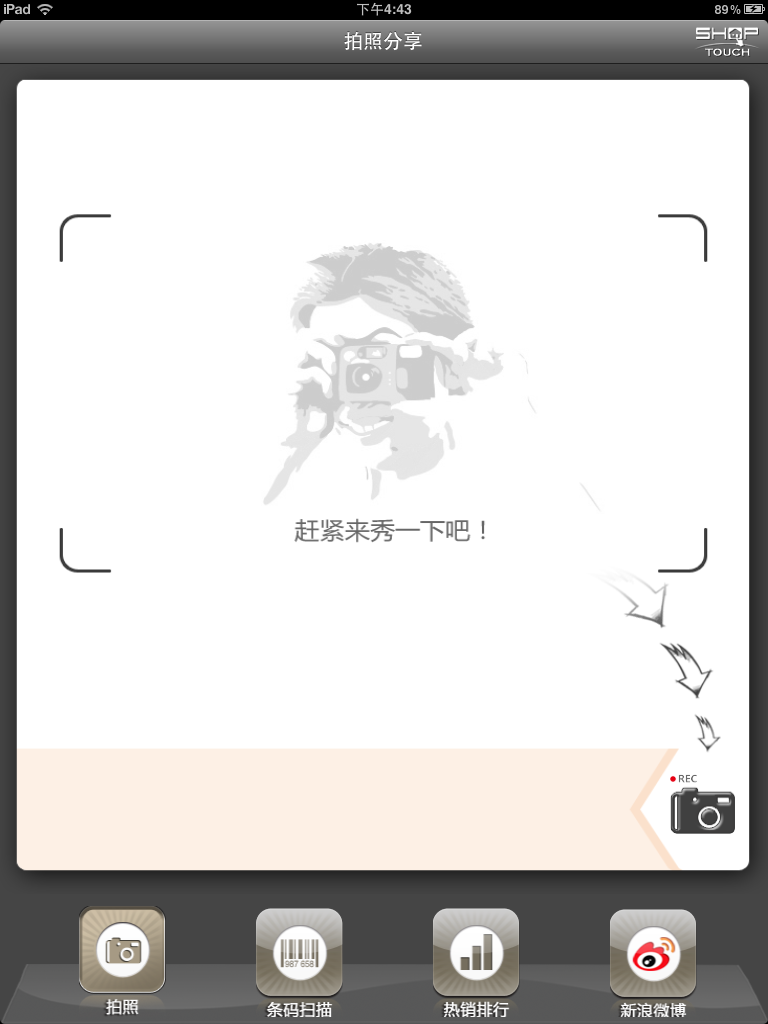 iPad
下午4:43
89%
拍照分享
SHOP
TOUCH
赶紧来秀一下吧！
REC
987 658
拍照
条码扫描
热销排行
新浪微博